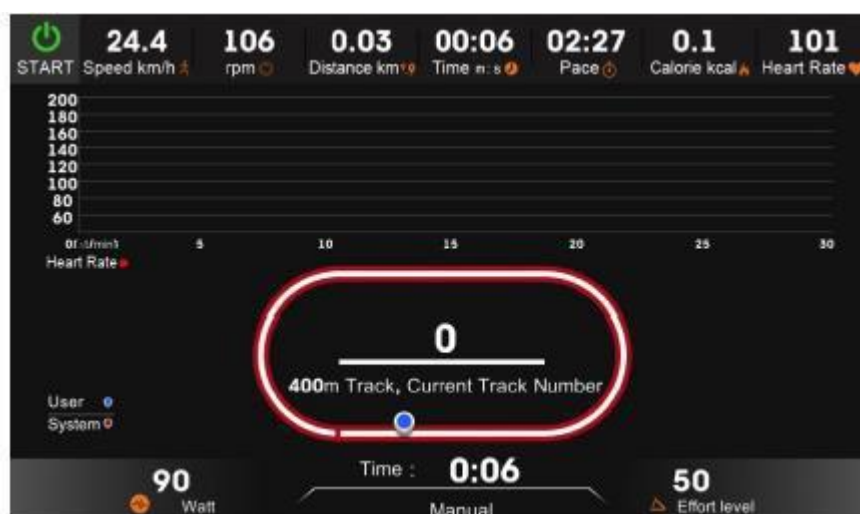 24.4 106 0.03 00:06 02:27 0.1 101
START Speed km/h rpm Distance km Time m:s Pace Calorie kcal Heart Rate
200
180
160
140
120
100
80
60
0 5 10 15 20 25 30
Heart Rate
0
400m Track, Current Track Number
User
System
Time : 0:06
90 50
Watt Manual Effort level